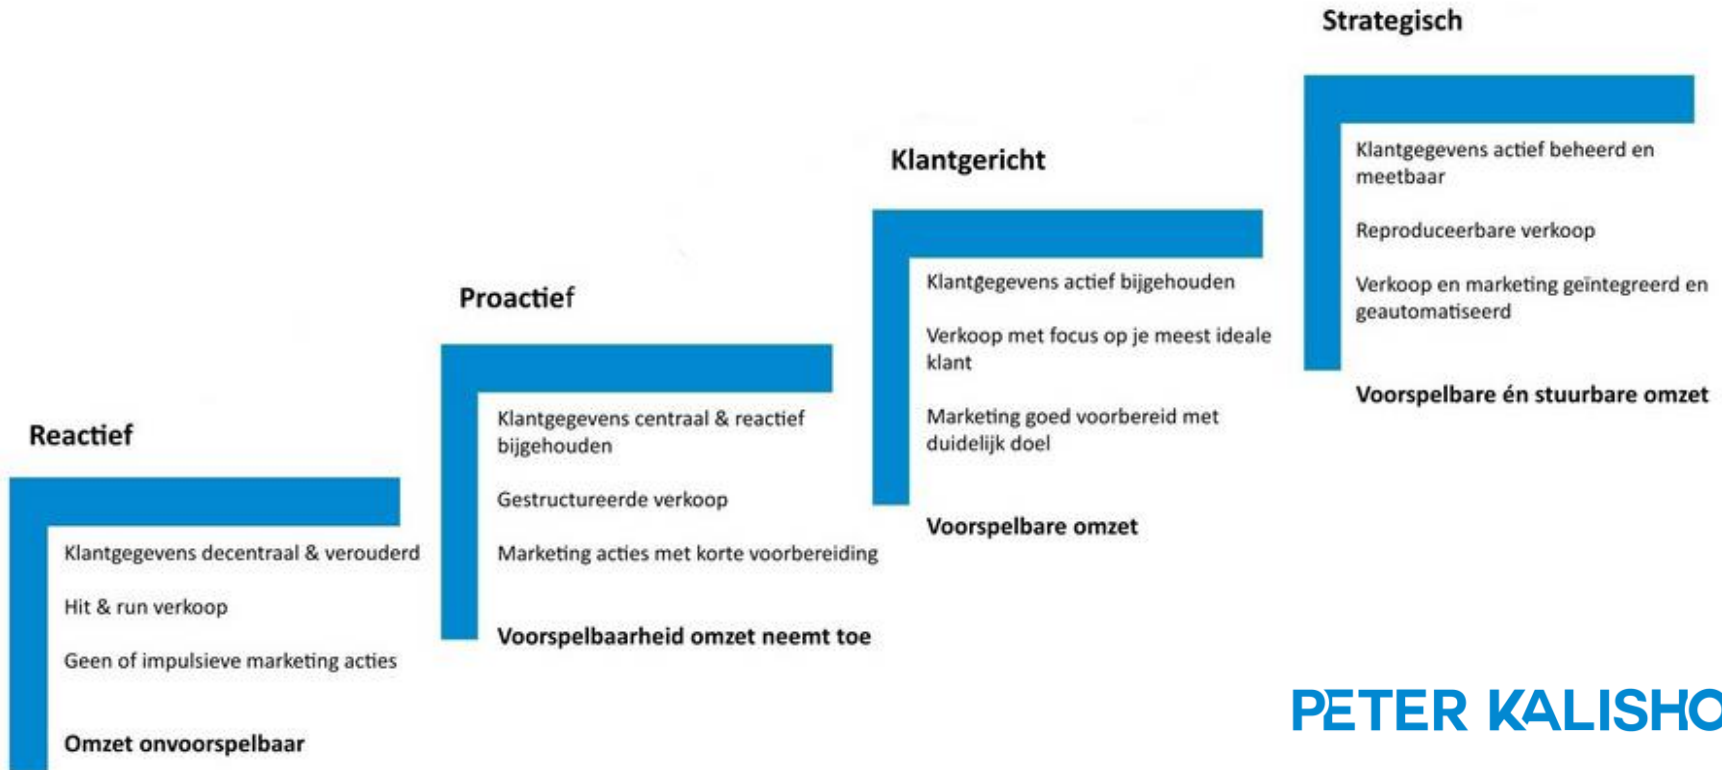 Reactief
Klantgegevens decentraal & verouderd
Hit & run verkoop
Geen of impulsieve marketing acties
Omzet onvoorspelbaar
Proactief
Klantgegevens centraal & reactief
bijgehouden
Gestructureerde verkoop
Marketing acties met korte voorbereiding
Voorspelbaarheid omzet neemt toe
Klantgericht
Klantgegevens actief bijgehouden
Verkoop met focus op je meest ideale
klant
Marketing goed voorbereid met
duidelijk doel
Voorspelbare omzet
Strategisch
Klantgegevens actief beheerd en
meetbaar
Reproduceerbare verkoop
Verkoop en marketing geïntegreerd en
geautomatiseerd
Voorspelbare én stuurbare omzet
PETER KALISHO